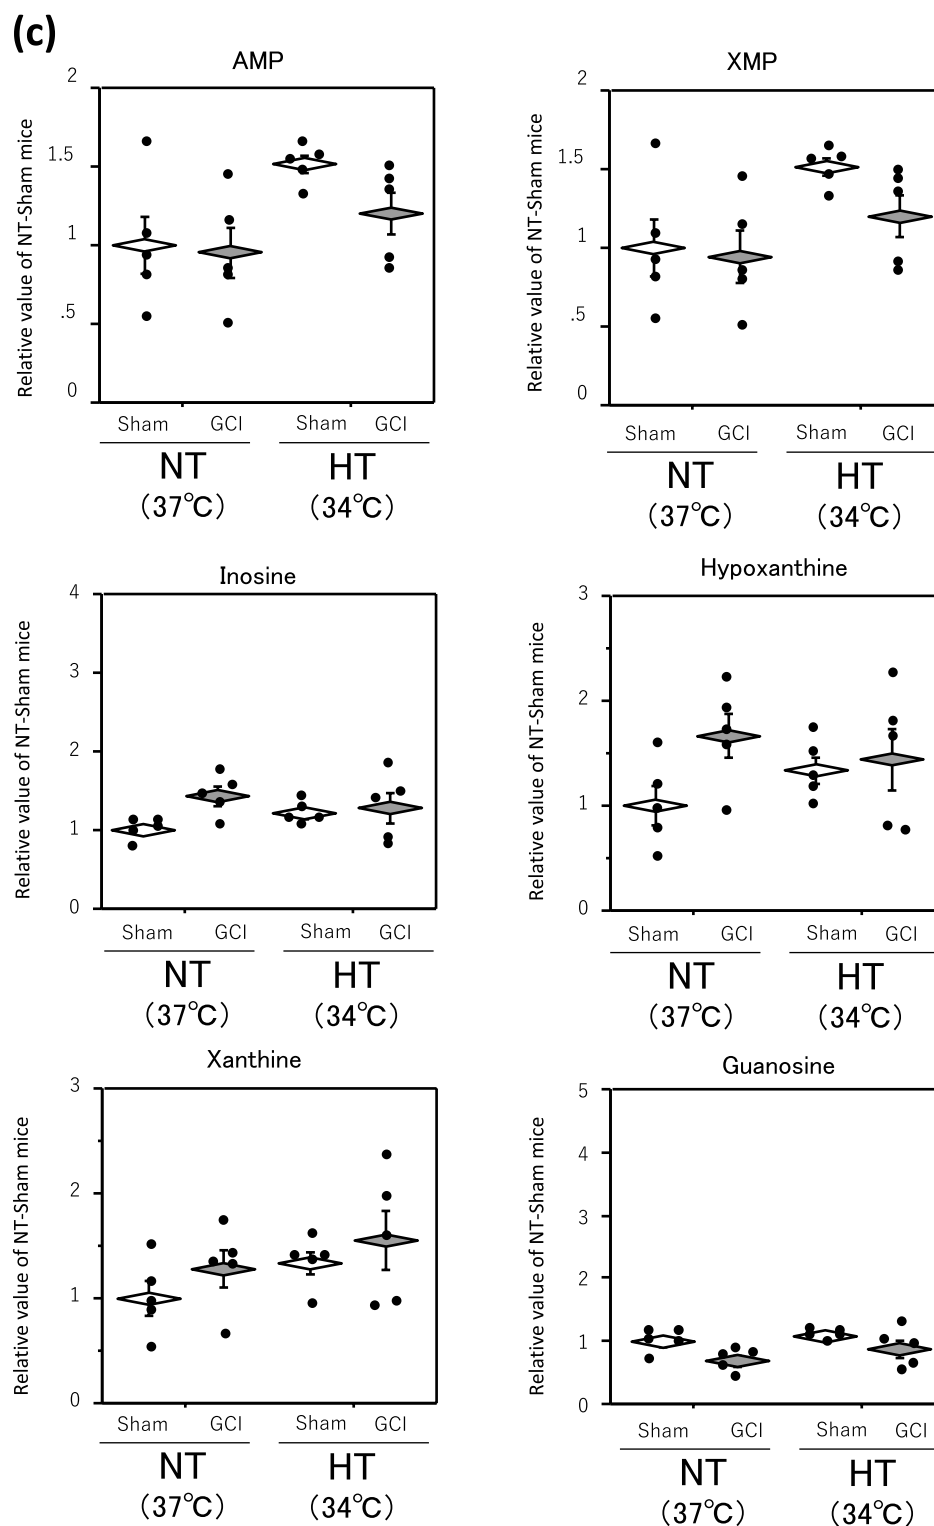 (c)
AMP
Relative value of NT-Sham mice
2
1.5
1
.5
0
Sham GCI Sham GCI
NT HT
(37℃) (34℃)
XMP
Relative value of NT-Sham mice
2
1.5
1
.5
0
Sham GCI Sham GCI
NT HT
(37℃) (34℃)
Inosine
Relative value of NT-Sham mice
4
3
2
1
0
Sham GCI Sham GCI
NT HT
(37℃) (34℃)
Hypoxanthine
Relative value of NT-Sham mice
3
2
1
0
Sham GCI Sham GCI
NT HT
(37℃) (34℃)
Xanthine
Relative value of NT-Sham mice
3
2
1
0
Sham GCI Sham GCI
NT HT
(37℃) (34℃)
Guanosine
Relative value of NT-Sham mice
5
4
3
2
1
0
Sham GCI Sham GCI
NT HT
(37℃) (34℃)